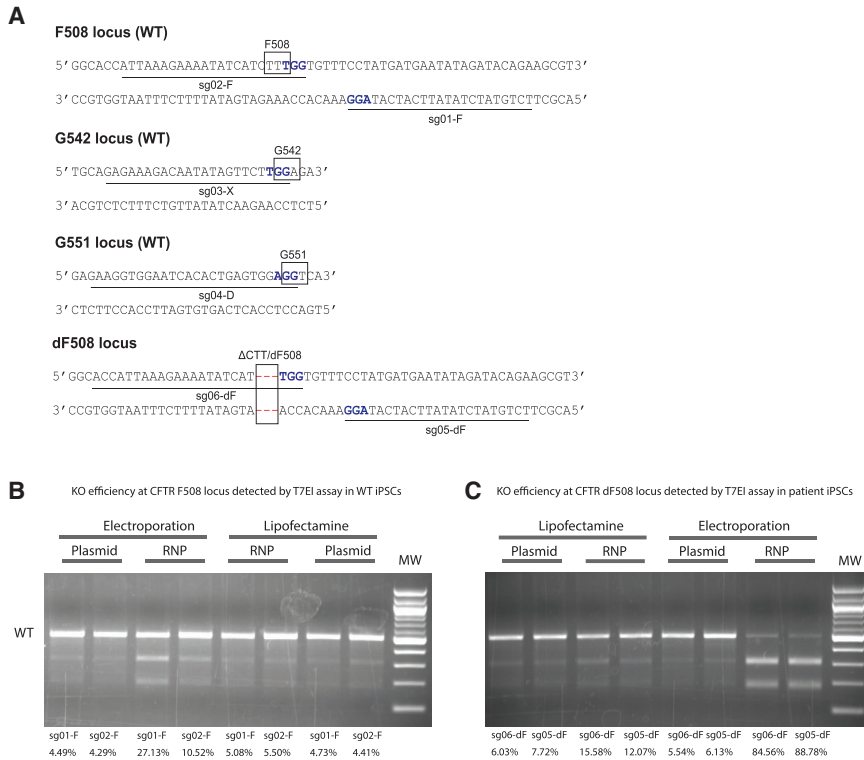 A
F508 locus (WT)
F508
5′GGCACCATTAAAGAAAATATCATCTTTGGTGTTTCCTATGATGAATATAGATACAGAAGCGT3′
sg02-F
3′CCGTGGTAATTTCTTTTATAGTAGAAACCACAAAGGATACTACTTATATCTATGTCTTCGCA5′
sg01-F
G542 locus (WT)
G542
5′TGCAGAGAAAGACAATATAGTTCTTGGAGA3′
sg03-X
3′ACGTCTCTTTCTGTTATATCAAGAACCTCT5′
G551 locus (WT)
G551
5′GAGAAGGTGGAATCACACTGAGTGGAGGTCA3′
sg04-D
3′CTCTTCCACCTTAGTGTGACTCACCTCCAGT5′
dF508 locus
ΔCTT/dF508
5′GGCACCATTAAAGAAAATATCAT---TGGTGTTTCCTATGATGAATATAGATACAGAAGCGT3′
sg06-dF
3′CCGTGGTAATTTCTTTTATAGTA---ACCACAAAGGATACTACTTATATCTATGTCTTCGCA5′
sg05-dF
B
KO efficiency at CFTR F508 locus detected by T7EI assay in WT iPSCs
Electroporation Lipofectamine
Plasmid RNP RNP Plasmid
MW
WT
sg01-F sg02-F sg01-F sg02-F sg01-F sg02-F sg01-F sg02-F
4.49% 4.29% 27.13% 10.52% 5.08% 5.50% 4.73% 4.41%
C
KO efficiency at CFTR dF508 locus detected by T7EI assay in patient iPSCs
Lipofectamine Electroporation
Plasmid RNP Plasmid RNP
MW
sg06-dF sg05-dF sg06-dF sg05-dF sg06-dF sg05-dF sg06-dF sg05-dF
6.03% 7.72% 15.58% 12.07% 5.54% 6.13% 84.56% 88.78%